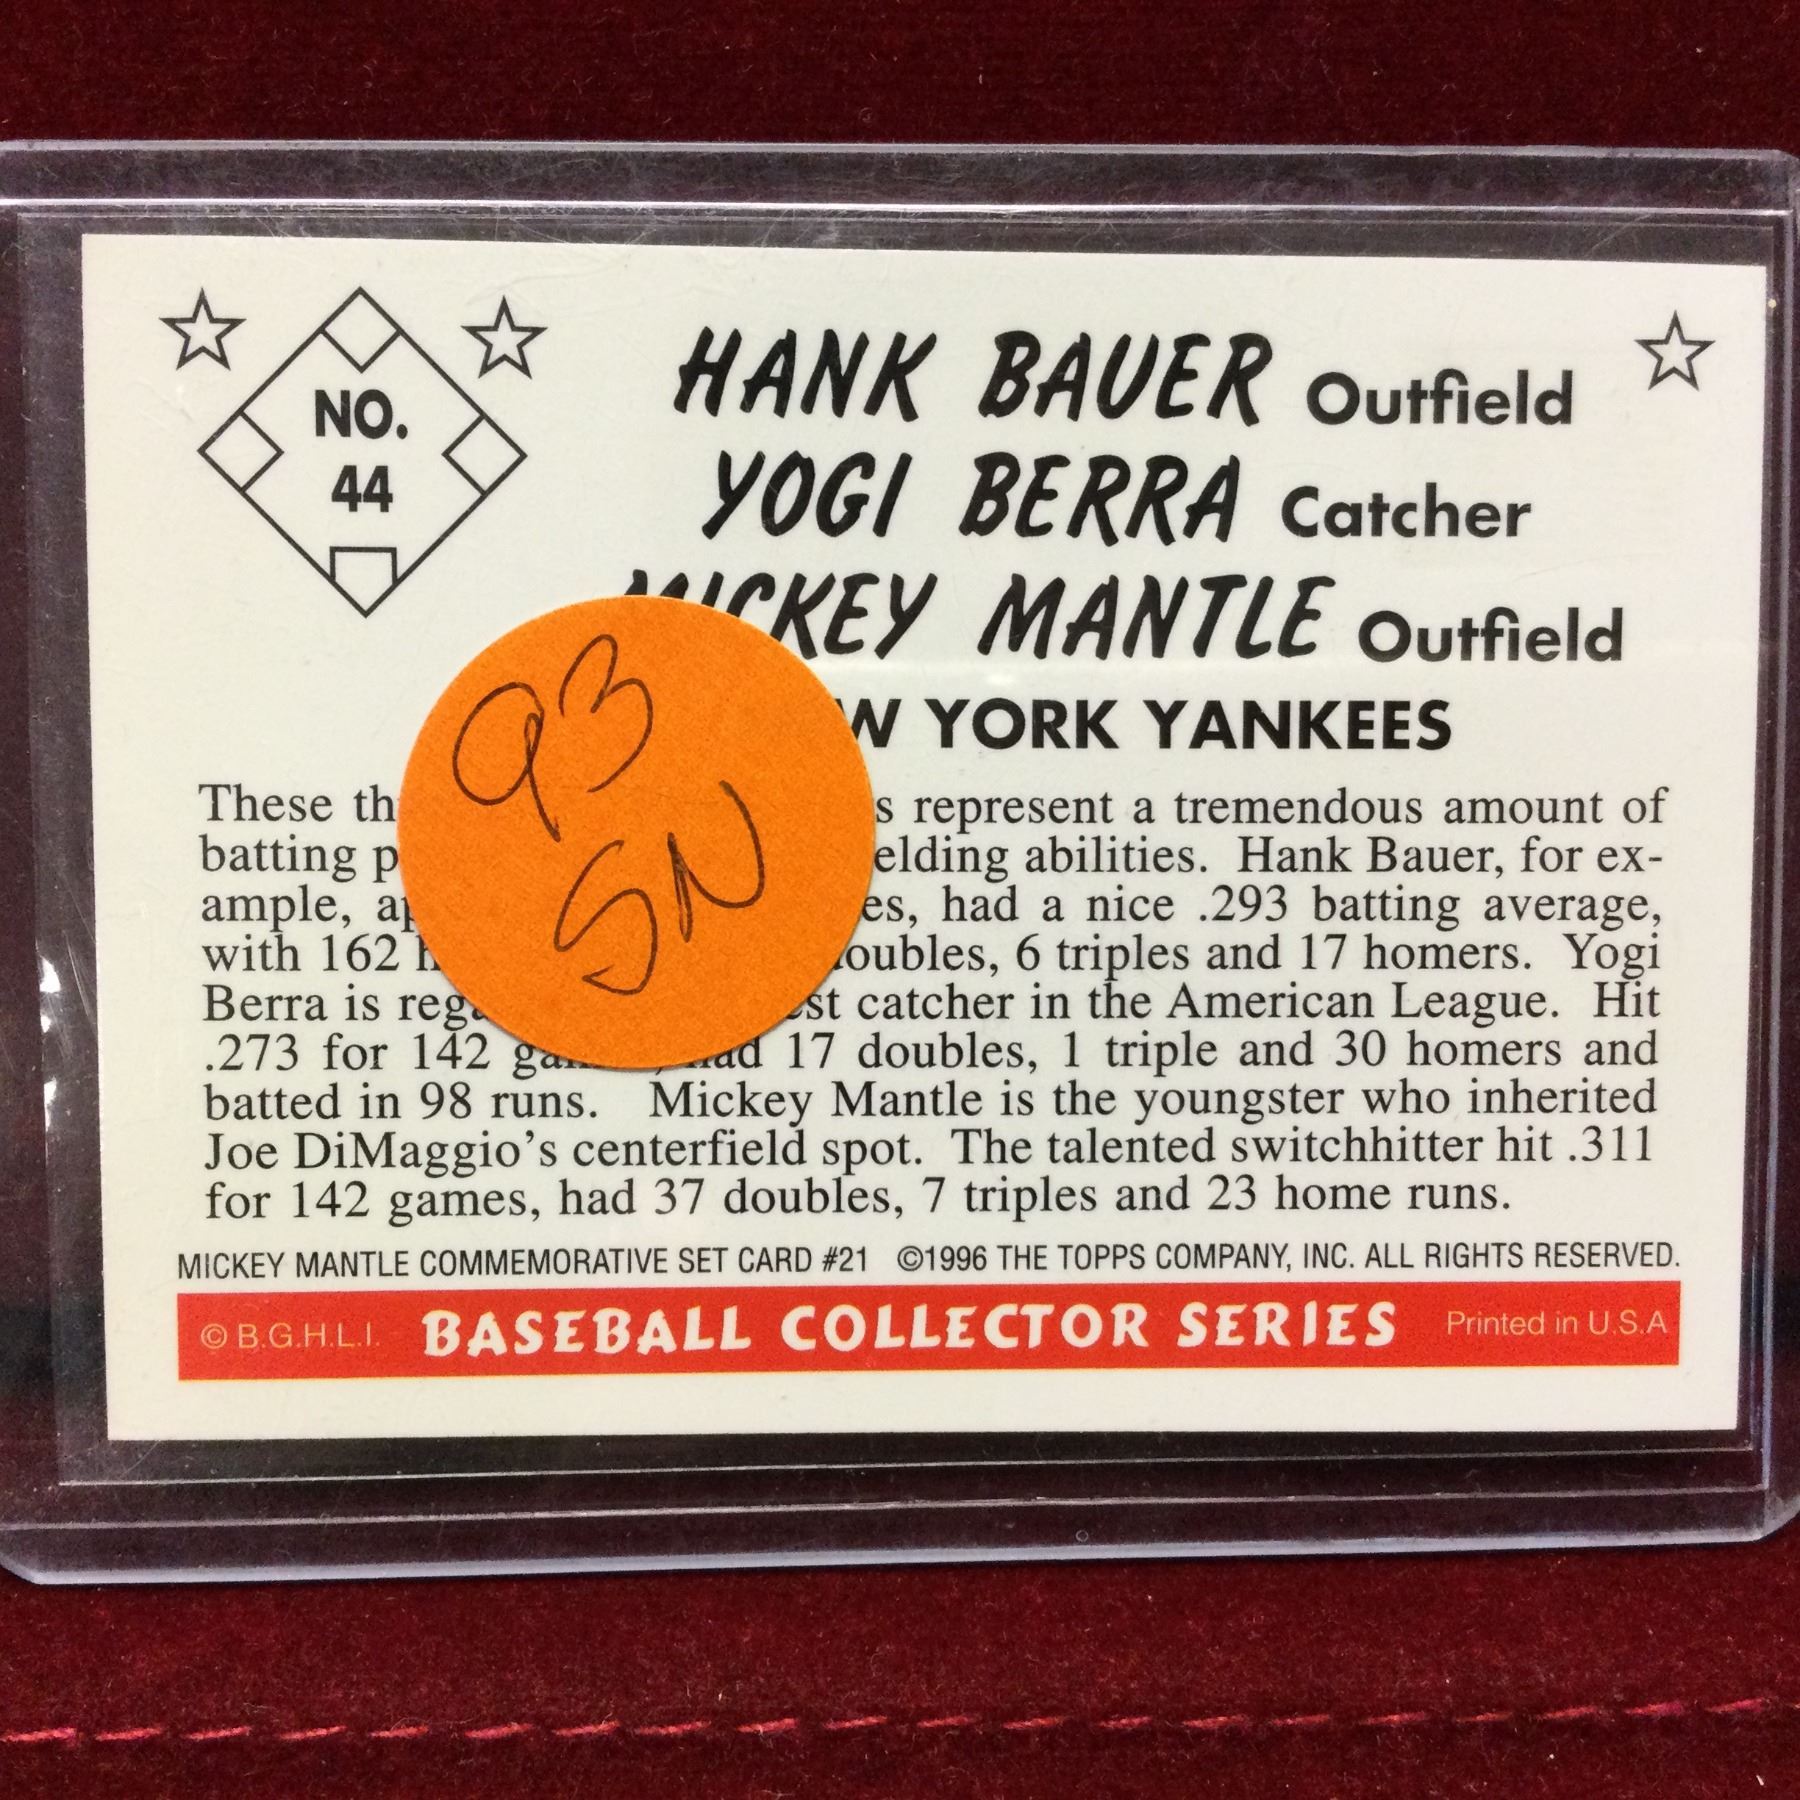 NO.
44
HANK BAUER Outfield
YOGI BERRA Catcher
MICKEY MANTLE Outfield
YORK YANKEES
93
SN
These represent a tremendous amount of
batting abilities. Hank Bauer, for ex-
ample, had a nice .293 batting average,
with 162 6 triples and 17 homers. Yogi
Berra is catcher in the American League. Hit
.273 for 142 had 17 doubles, 1 triple and 30 homers and
batted in 98 runs. Mickey Mantle is the youngster who inherited
Joe DiMaggio's centerfield spot. The talented switchhitter hit .311
for 142 games, had 37 doubles, 7 triples and 23 home runs.
MICKEY MANTLE COMMEMORATIVE SET CARD #21 ©1996 THE TOPPS COMPANY, INC. ALL RIGHTS RESERVED.
© B.G.H.L.I. BASEBALL COLLECTOR SERIES Printed in U.S.A